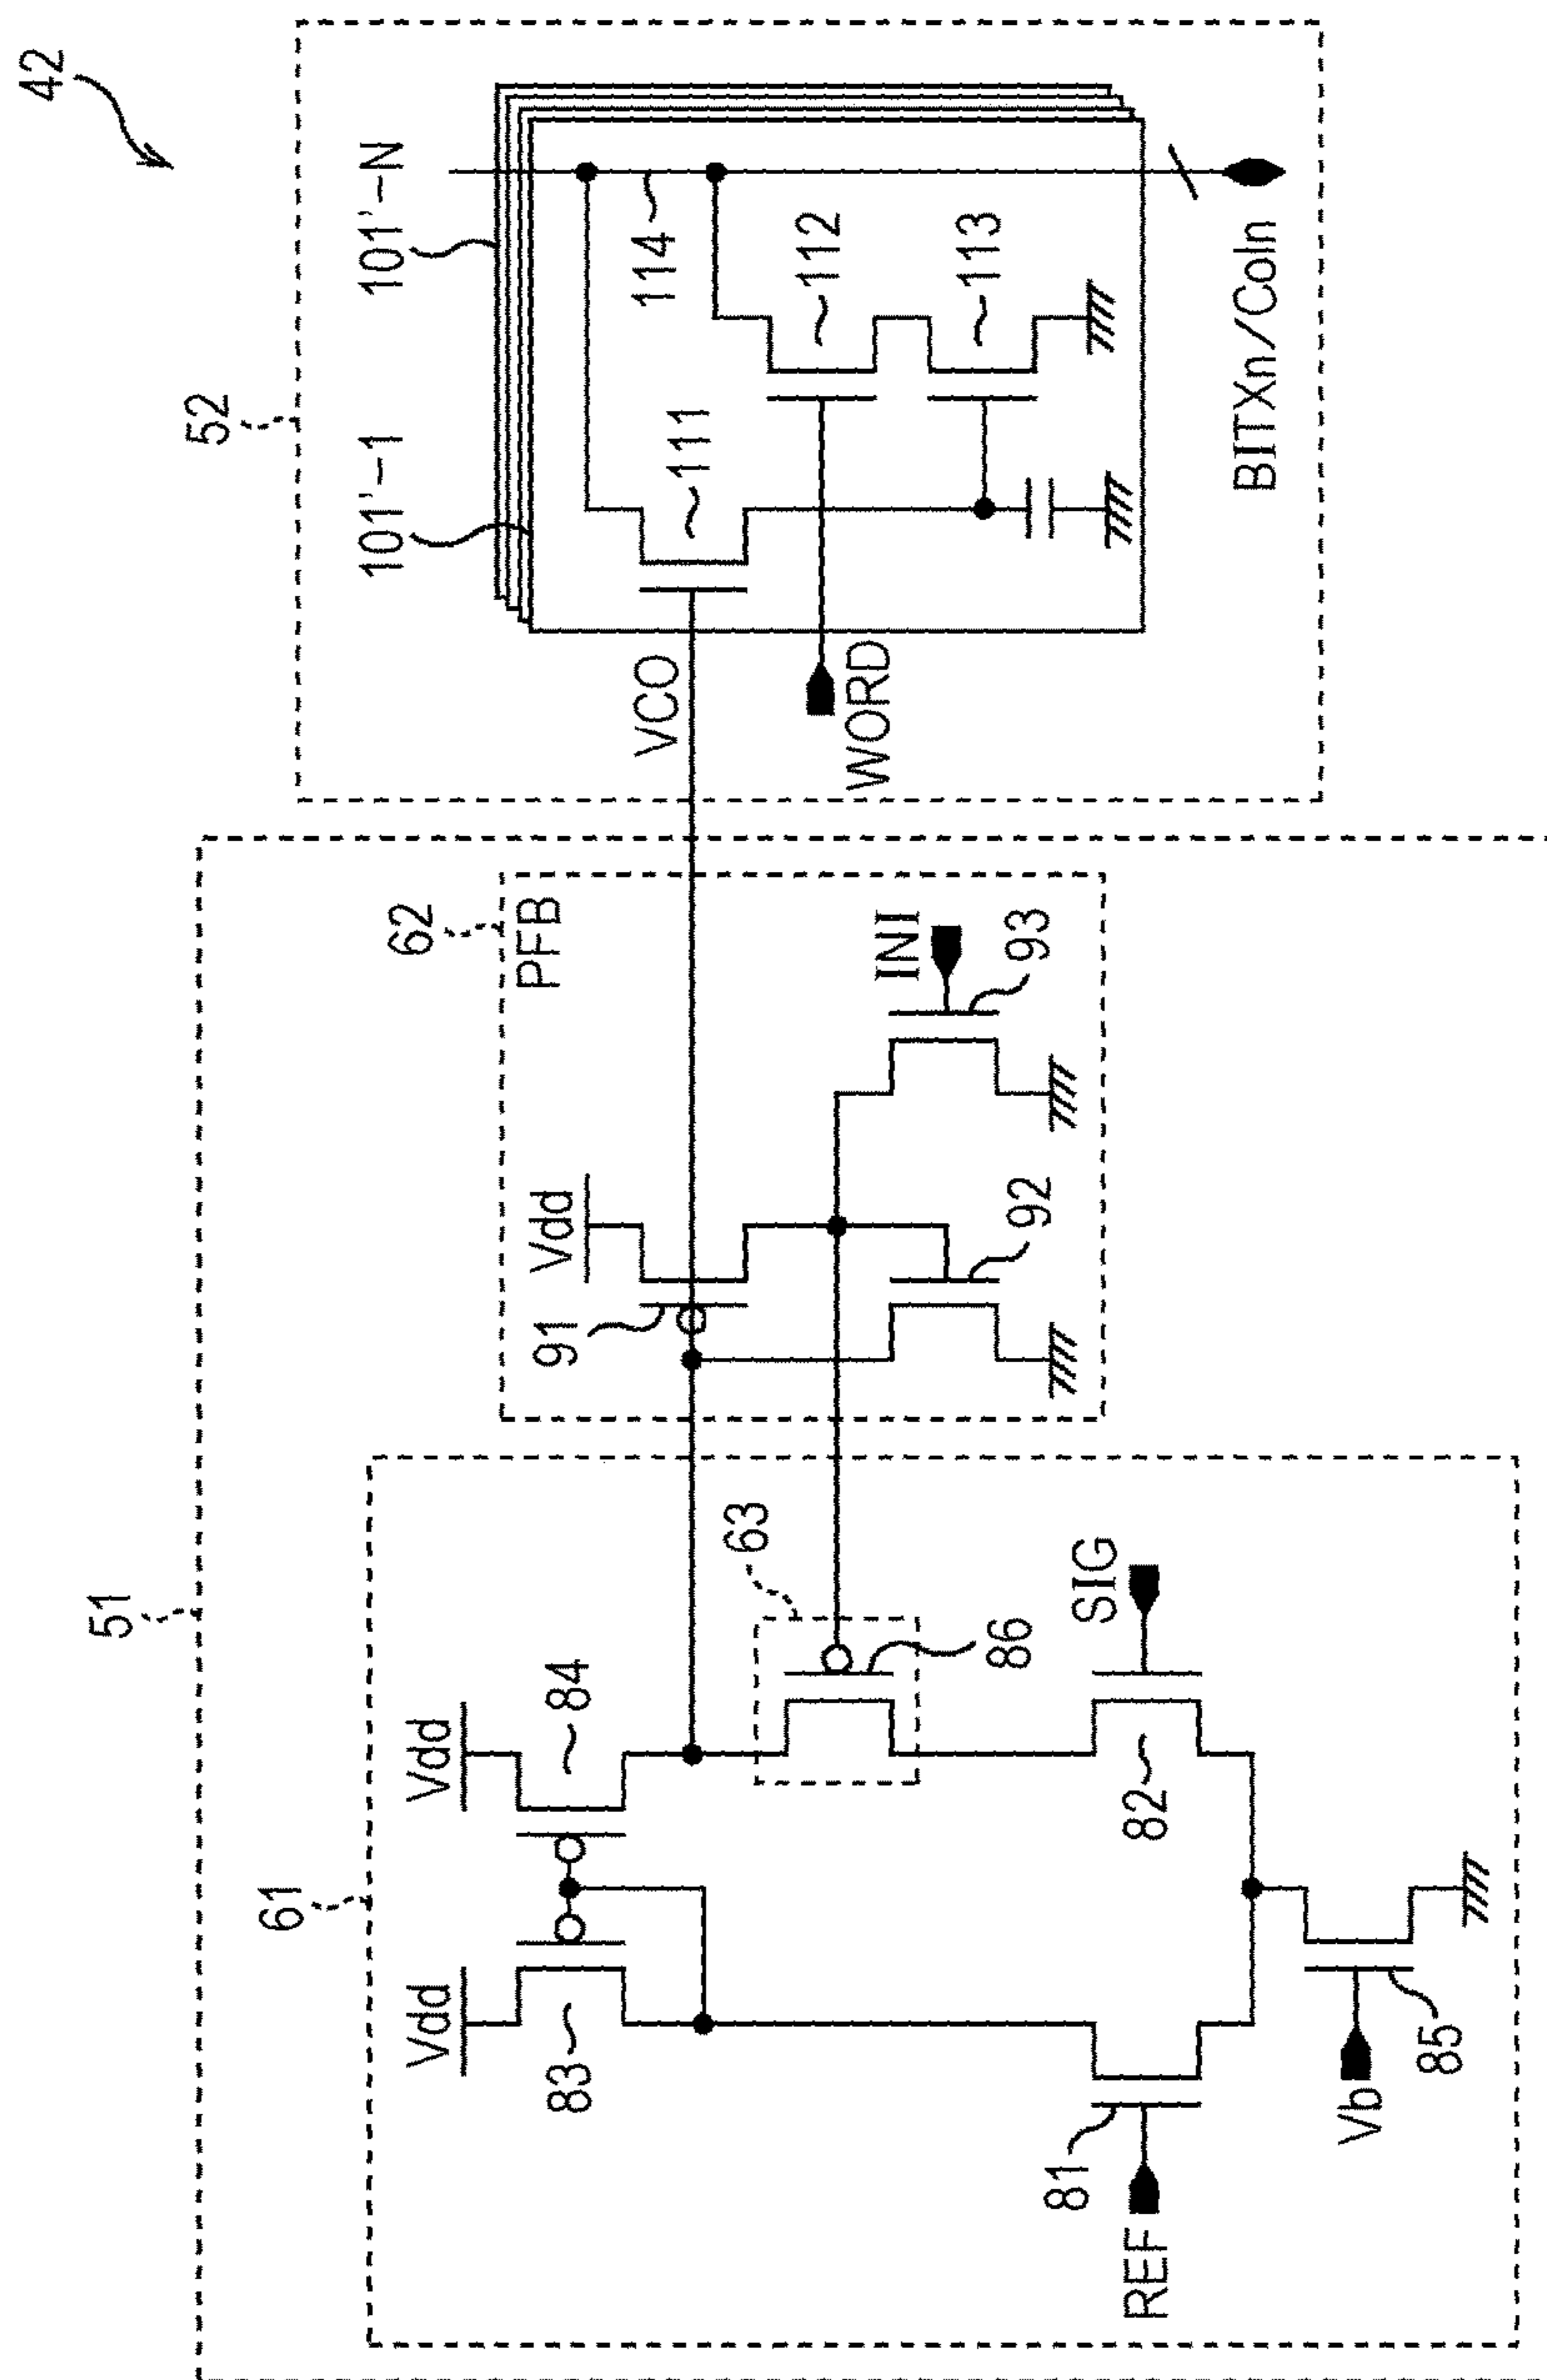 42
52
101'-1
101'-N
114
111
112
113
VCO
WORD
BITXn/Coln
51
62
PFB
Vdd
91
92
INI
93
61
63
Vdd
Vdd
83
84
86
SIG
82
81
REF
Vb
85